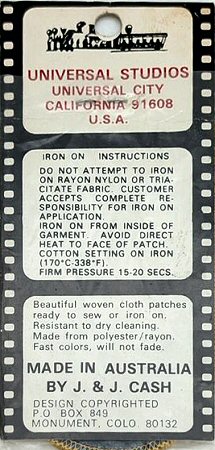 UNIVERSAL STUDIOS
UNIVERSAL CITY
CALIFORNIA 91608
U.S.A.
IRON ON INSTRUCTIONS
DO NOT ATTEMPT TO IRON
ON RAYON NYLON OR TRIA-
CITATE FABRIC. CUSTOMER
ACCEPTS COMPLETE RE-
SPONSIBILITY FOR IRON ON
APPLICATION.
IRON ON FROM INSIDE OF
GARMENT. AVOID DIRECT
HEAT TO FACE OF PATCH.
COTTON SETTING ON IRON
(170°C-338°F).
FIRM PRESSURE 15-20 SECS.
Beautiful woven cloth patches
ready to sew or iron on.
Resistant to dry cleaning.
Made from polyester/rayon.
Fast colors, will not fade.
MADE IN AUSTRALIA
BY J. & J. CASH
DESIGN COPYRIGHTED
P.O. BOX 849
MONUMENT, COLO. 80132